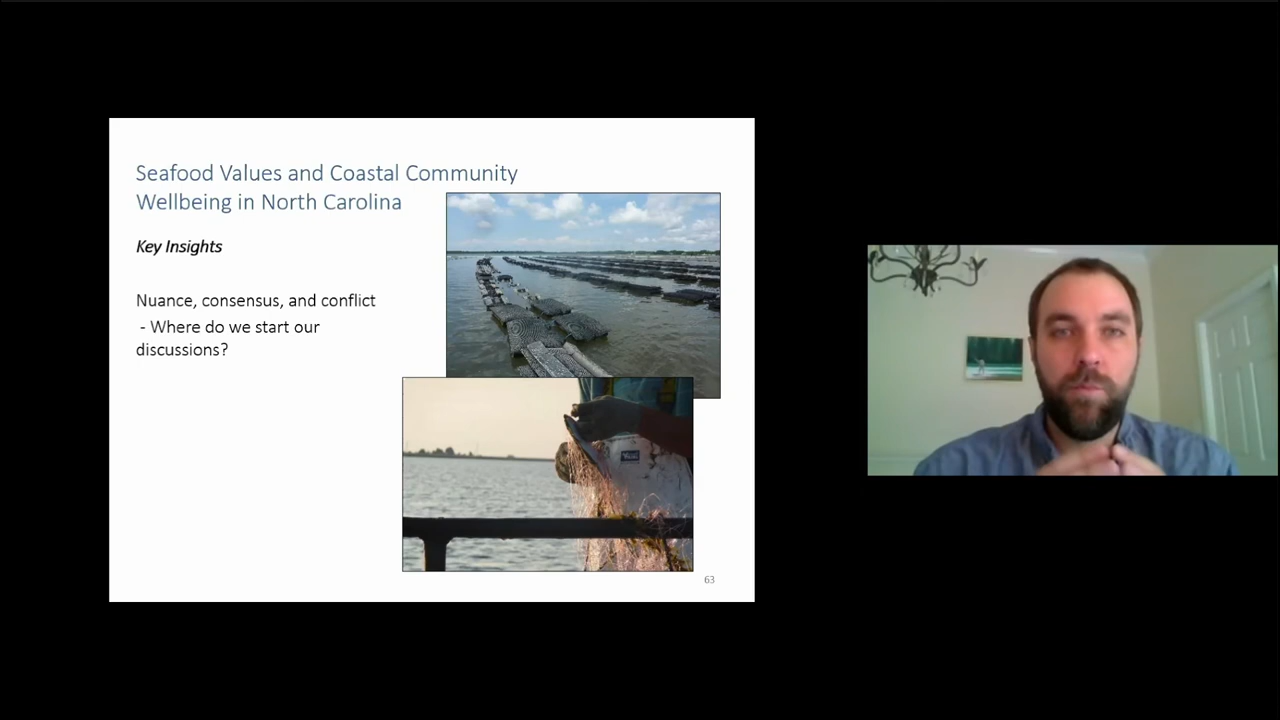 Seafood Values and Coastal Community
Wellbeing in North Carolina
Key Insights
Nuance, consensus, and conflict
- Where do we start our
discussions?
63